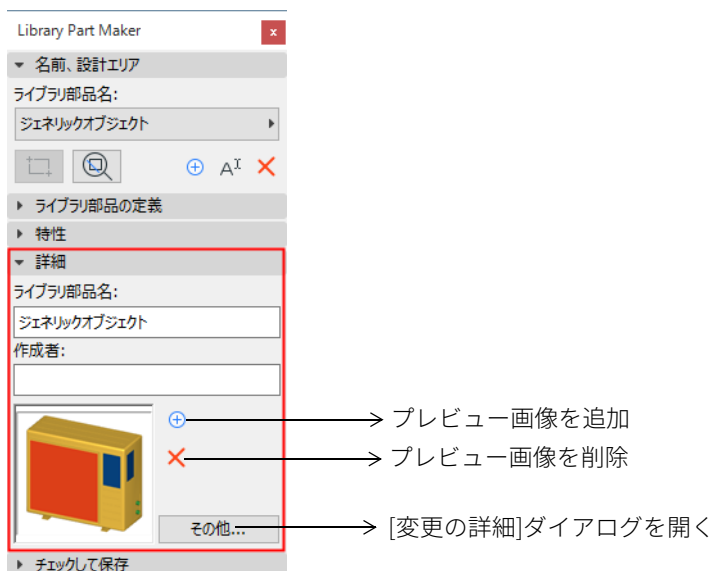 Library Part Maker
名前、設計エリア
ライブラリ部品名:
ジェネリックオブジェクト
ライブラリ部品の定義
特性
詳細
ライブラリ部品名:
ジェネリックオブジェクト
作成者:
プレビュー画像を追加
プレビュー画像を削除
その他... [変更の詳細]ダイアログを開く
チェックして保存